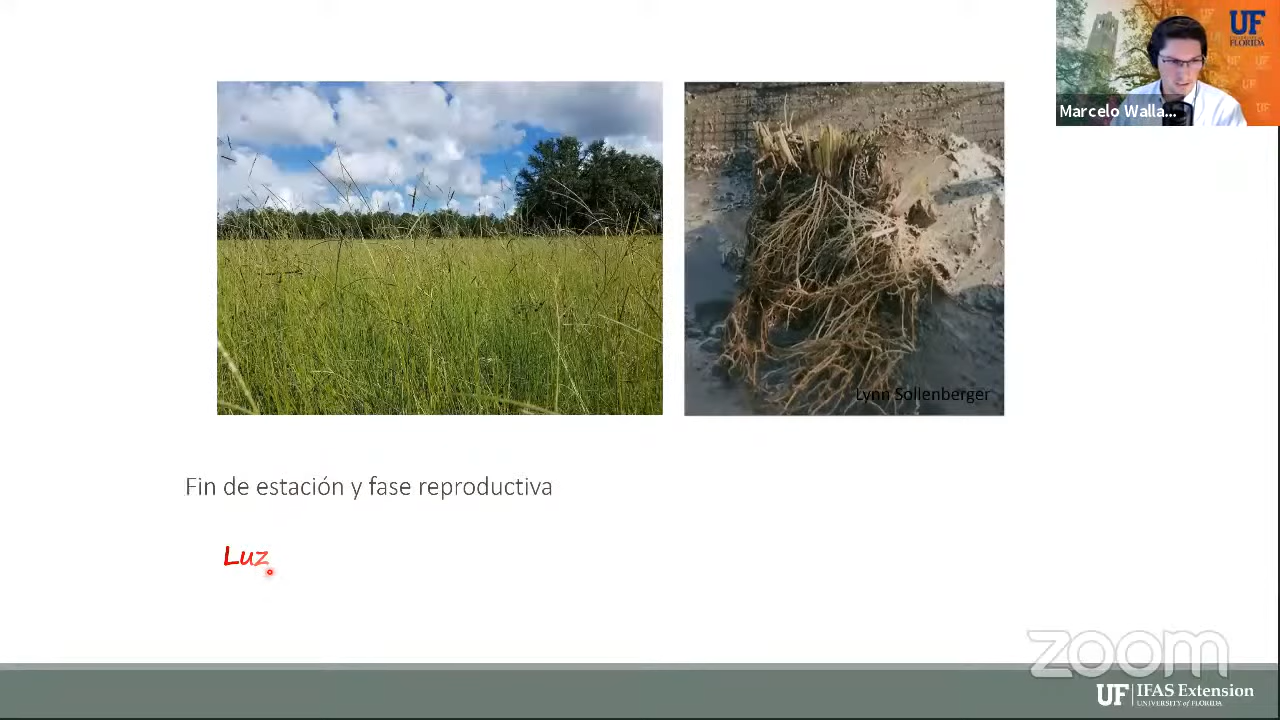 UF
UNIVERSITY of FLORIDA
Marcelo Walla...
Lynn Sollenberger
Fin de estación y fase reproductiva
Luz
zoom
UF | IFAS Extension
UNIVERSITY of FLORIDA